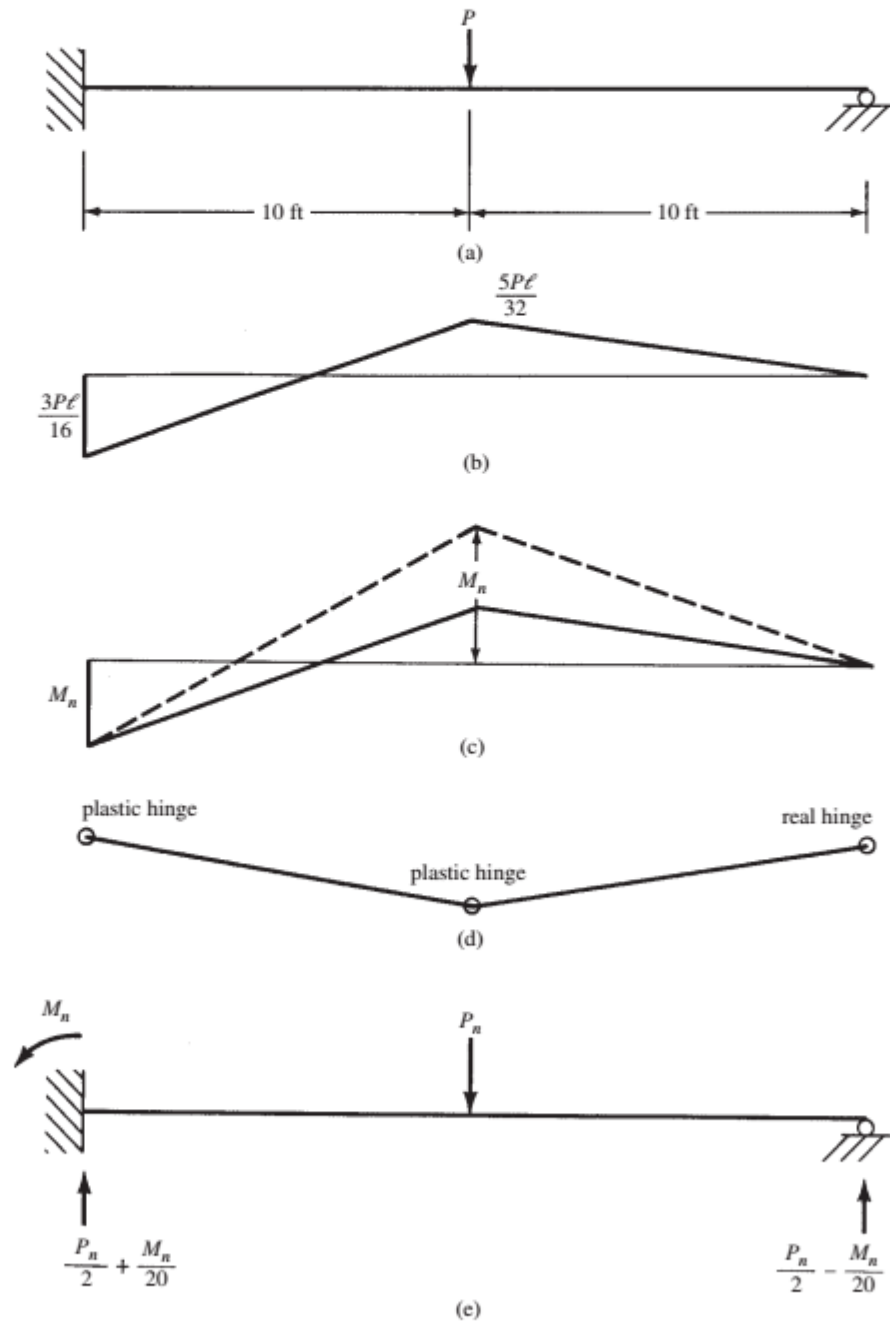 P
10 ft 10 ft
(a)
5Pℓ
32
3Pℓ
16
(b)
M_n
M_n
(c)
plastic hinge
real hinge
plastic hinge
(d)
M_n
P_n
P_n/2 + M_n/20
P_n/2 − M_n/20
(e)